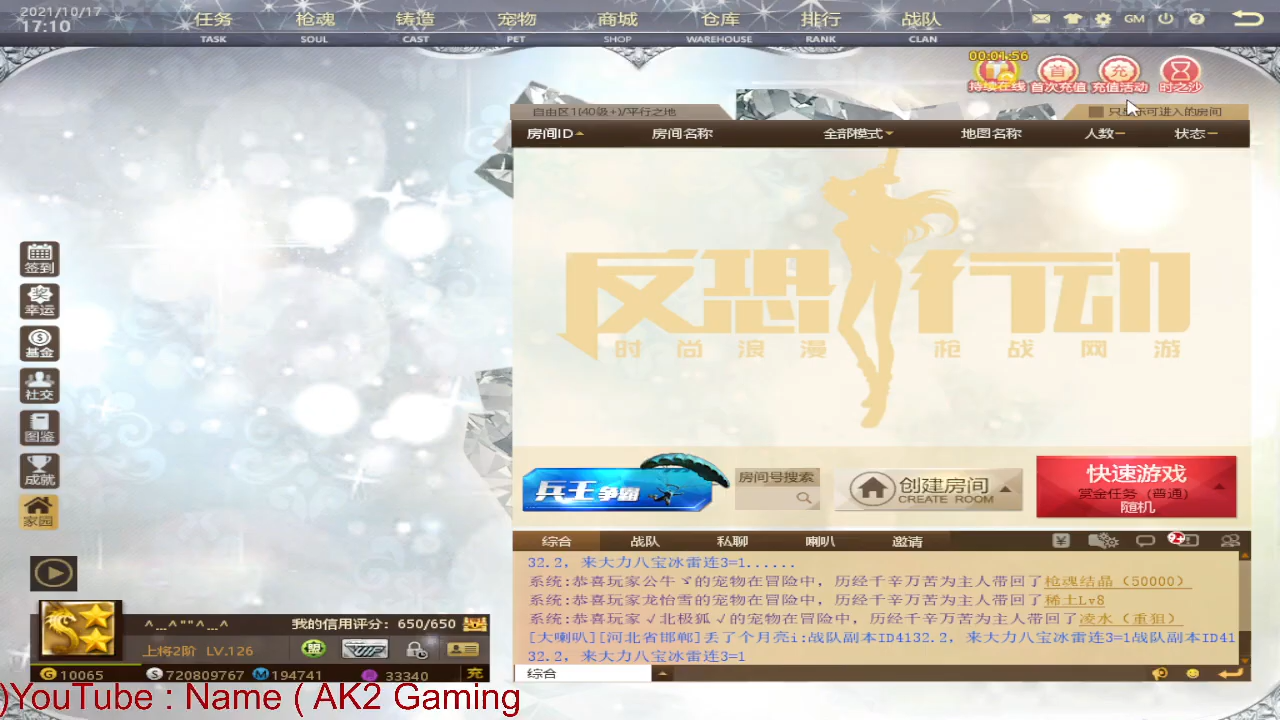 2021/10/17
17:10
任务 枪魂 铸造 宠物 商城 仓库 排行 战队
TASK SOUL CAST PET SHOP WAREHOUSE RANK CLAN
GM
00:01:56
持续在线 首次充值 充值活动 时之沙
自由区1(40级+)/平行之地
房间ID 房间名称 全部模式 地图名称 人数 状态
反恐行动
时尚浪漫 枪战网游
签到
幸运
基金
社交
图鉴
成就
家园
兵王争霸
房间号搜索
创建房间
CREATE ROOM
快速游戏
赏金任务（普通）
随机
综合 战队 私聊 喇叭 邀请
32.2，来大力八宝冰雷连3=1......
系统:恭喜玩家公牛ゞ的宠物在冒险中，历经千辛万苦为主人带回了枪魂结晶（50000）
系统:恭喜玩家龙怡雪的宠物在冒险中，历经千辛万苦为主人带回了稀土Lv8
系统:恭喜玩家√北极狐√的宠物在冒险中，历经千辛万苦为主人带回了凌水（重狙）
[大喇叭][河北省邯郸]丢了个月亮i:战队副本ID4132.2，来大力八宝冰雷连3=1战队副本ID41
32.2，来大力八宝冰雷连3=1
综合
^…^""^…^ 我的信用评分：650/650
上将2阶 LV.126 盟
G 10065 S 720809767 M 194741 33340 充
)YouTube : Name ( AK2 Gaming